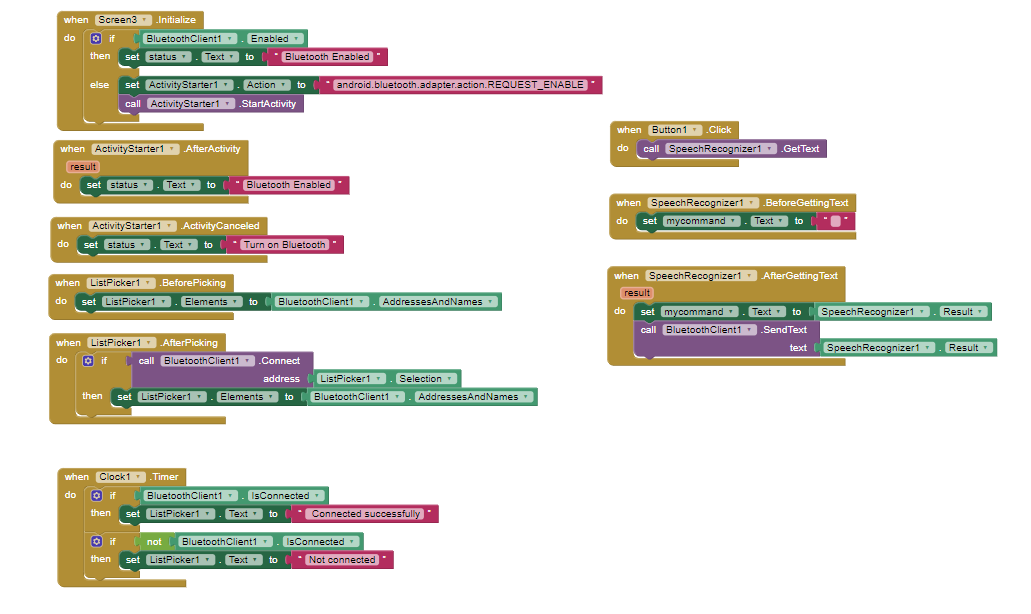 when Screen3 .Initialize
do if BluetoothClient1 . Enabled
then set status . Text to " Bluetooth Enabled "
else set ActivityStarter1 . Action to " android.bluetooth.adapter.action.REQUEST_ENABLE "
call ActivityStarter1 .StartActivity
when ActivityStarter1 .AfterActivity
result
do set status . Text to " Bluetooth Enabled "
when ActivityStarter1 .ActivityCanceled
do set status . Text to " Turn on Bluetooth "
when ListPicker1 .BeforePicking
do set ListPicker1 . Elements to BluetoothClient1 . AddressesAndNames
when ListPicker1 .AfterPicking
do if call BluetoothClient1 .Connect
address ListPicker1 . Selection
then set ListPicker1 . Elements to BluetoothClient1 . AddressesAndNames
when Clock1 .Timer
do if BluetoothClient1 . IsConnected
then set ListPicker1 . Text to " Connected successfully "
if not BluetoothClient1 . IsConnected
then set ListPicker1 . Text to " Not connected "
when Button1 .Click
do call SpeechRecognizer1 .GetText
when SpeechRecognizer1 .BeforeGettingText
do set mycommand . Text to " "
when SpeechRecognizer1 .AfterGettingText
result
do set mycommand . Text to SpeechRecognizer1 . Result
call BluetoothClient1 .SendText
text SpeechRecognizer1 . Result